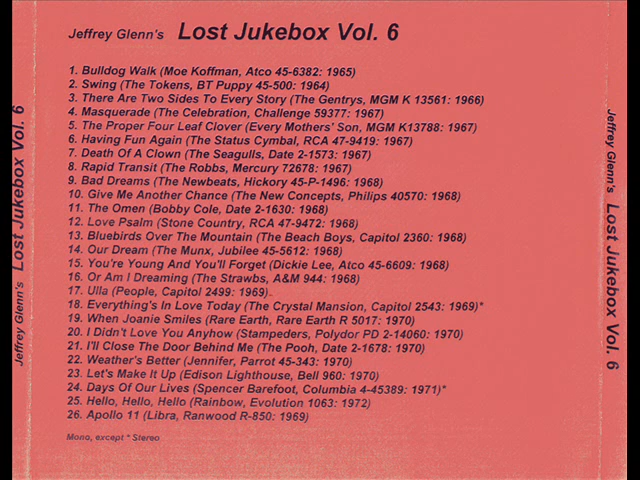 Jeffrey Glenn's Lost Jukebox Vol. 6
1. Bulldog Walk (Moe Koffman, Atco 45-6382: 1965)
2. Swing (The Tokens, BT Puppy 45-500: 1964)
3. There Are Two Sides To Every Story (The Gentrys, MGM K 13561: 1966)
4. Masquerade (The Celebration, Challenge 59377: 1967)
5. The Proper Four Leaf Clover (Every Mothers' Son, MGM K13788: 1967)
6. Having Fun Again (The Status Cymbal, RCA 47-9419: 1967)
7. Death Of A Clown (The Seagulls, Date 2-1573: 1967)
8. Rapid Transit (The Robbs, Mercury 72678: 1967)
9. Bad Dreams (The Newbeats, Hickory 45-P-1496: 1968)
10. Give Me Another Chance (The New Concepts, Philips 40570: 1968)
11. The Omen (Bobby Cole, Date 2-1630: 1968)
12. Love Psalm (Stone Country, RCA 47-9472: 1968)
13. Bluebirds Over The Mountain (The Beach Boys, Capitol 2360: 1968)
14. Our Dream (The Munx, Jubilee 45-5612: 1968)
15. You're Young And You'll Forget (Dickie Lee, Atco 45-6609: 1968)
16. Or Am I Dreaming (The Strawbs, A&M 944: 1968)
17. Ulla (People, Capitol 2499: 1969).
18. Everything's In Love Today (The Crystal Mansion, Capitol 2543: 1969)*
19. When Joanie Smiles (Rare Earth, Rare Earth R 5017: 1970)
20. I Didn't Love You Anyhow (Stampeders, Polydor PD 2-14060: 1970)
21. I'll Close The Door Behind Me (The Pooh, Date 2-1678: 1970)
22. Weather's Better (Jennifer, Parrot 45-343: 1970)
23. Let's Make It Up (Edison Lighthouse, Bell 960: 1970)
24. Days Of Our Lives (Spencer Barefoot, Columbia 4-45389: 1971)*
25. Hello, Hello, Hello (Rainbow, Evolution 1063: 1972)
26. Apollo 11 (Libra, Ranwood R-850: 1969)
Mono, except * Stereo
Jeffrey Glenn's Lost Jukebox Vol. 6
Jeffrey Glenn's Lost Jukebox Vol. 6